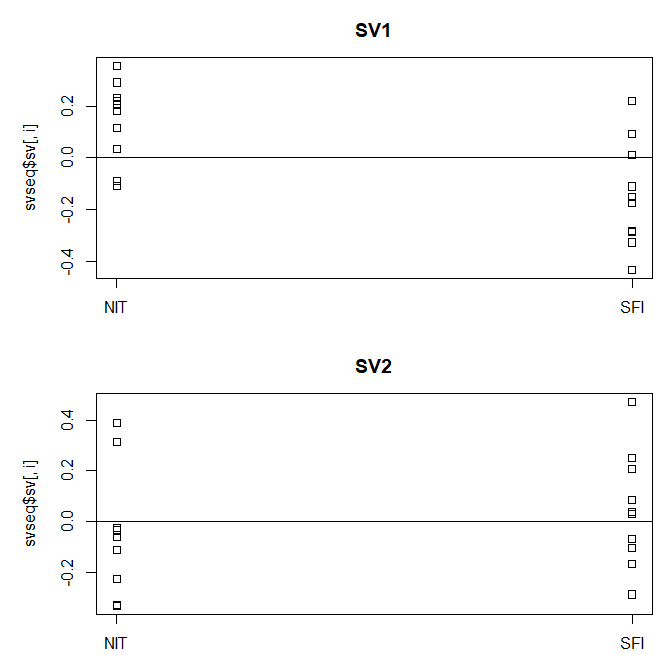 SV1
svseq$sv[, i]
0.2
0.0
-0.2
-0.4
NIT SFI
SV2
svseq$sv[, i]
0.4
0.2
0.0
-0.2
NIT SFI